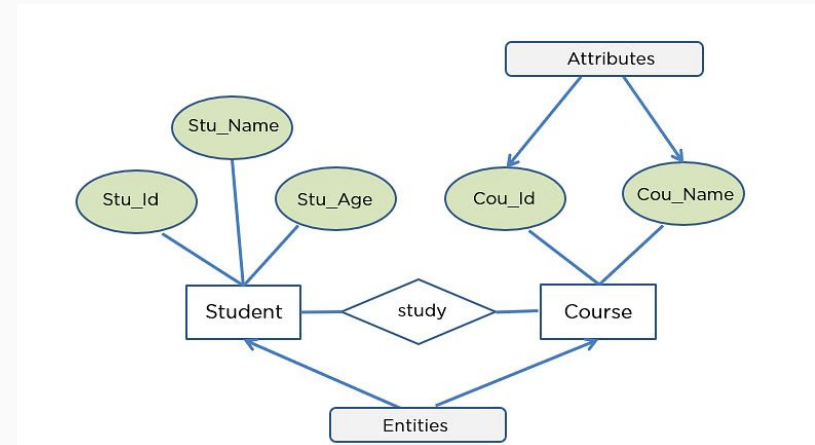 Attributes
Stu_Name
Stu_Id
Stu_Age
Cou_Id
Cou_Name
Student
study
Course
Entities